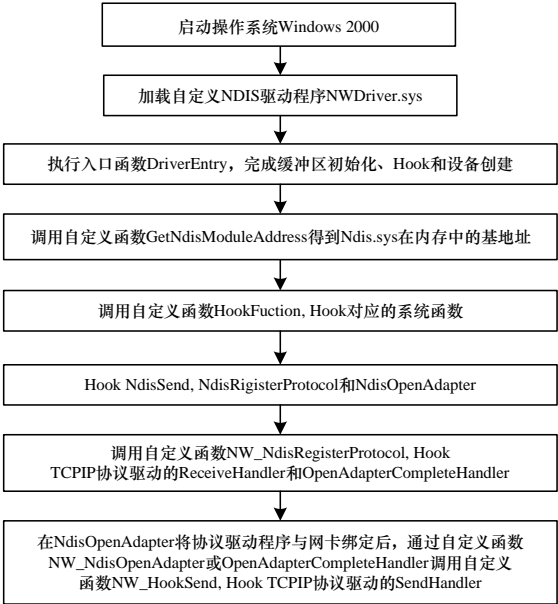 启动操作系统Windows 2000
加载自定义NDIS驱动程序NWDriver.sys
执行入口函数DriverEntry，完成缓冲区初始化、Hook和设备创建
调用自定义函数GetNdisModuleAddress得到Ndis.sys在内存中的基地址
调用自定义函数HookFuction, Hook对应的系统函数
Hook NdisSend, NdisRigisterProtocol和NdisOpenAdapter
调用自定义函数NW_NdisRegisterProtocol, Hook
TCPIP协议驱动的ReceiveHandler和OpenAdapterCompleteHandler
在NdisOpenAdapter将协议驱动程序与网卡绑定后，通过自定义函数
NW_NdisOpenAdapter或OpenAdapterCompleteHandler调用自定义
函数NW_HookSend, Hook TCPIP协议驱动的SendHandler